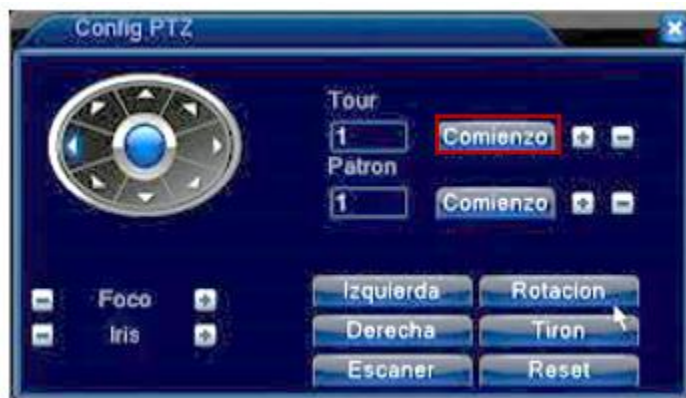 Config PTZ
Tour
1 Comienzo
Patron
1 Comienzo
Foco
Iris
Izquierda Rotacion
Derecha Tiron
Escaner Reset